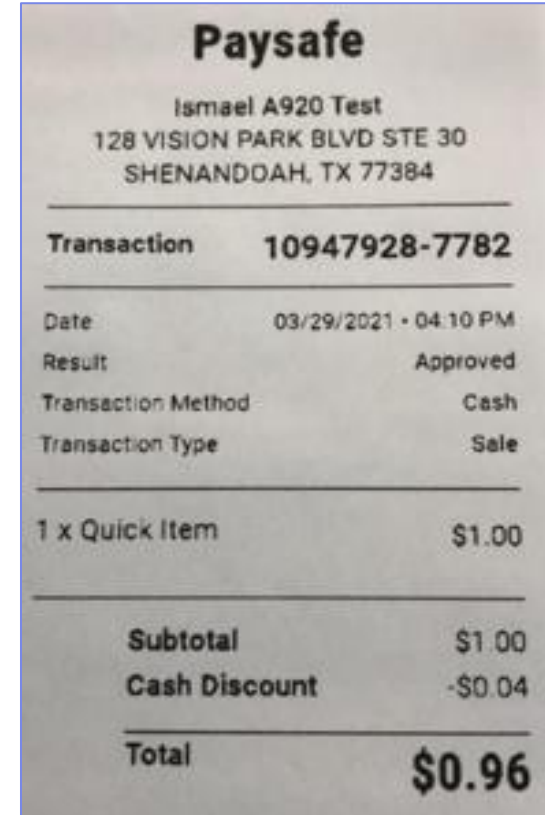 Paysafe
Ismael A920 Test
128 VISION PARK BLVD STE 30
SHENANDOAH, TX 77384
Transaction 10947928-7782
Date 03/29/2021 • 04:10 PM
Result Approved
Transaction Method Cash
Transaction Type Sale
1 x Quick Item $1.00
Subtotal $1.00
Cash Discount -$0.04
Total $0.96